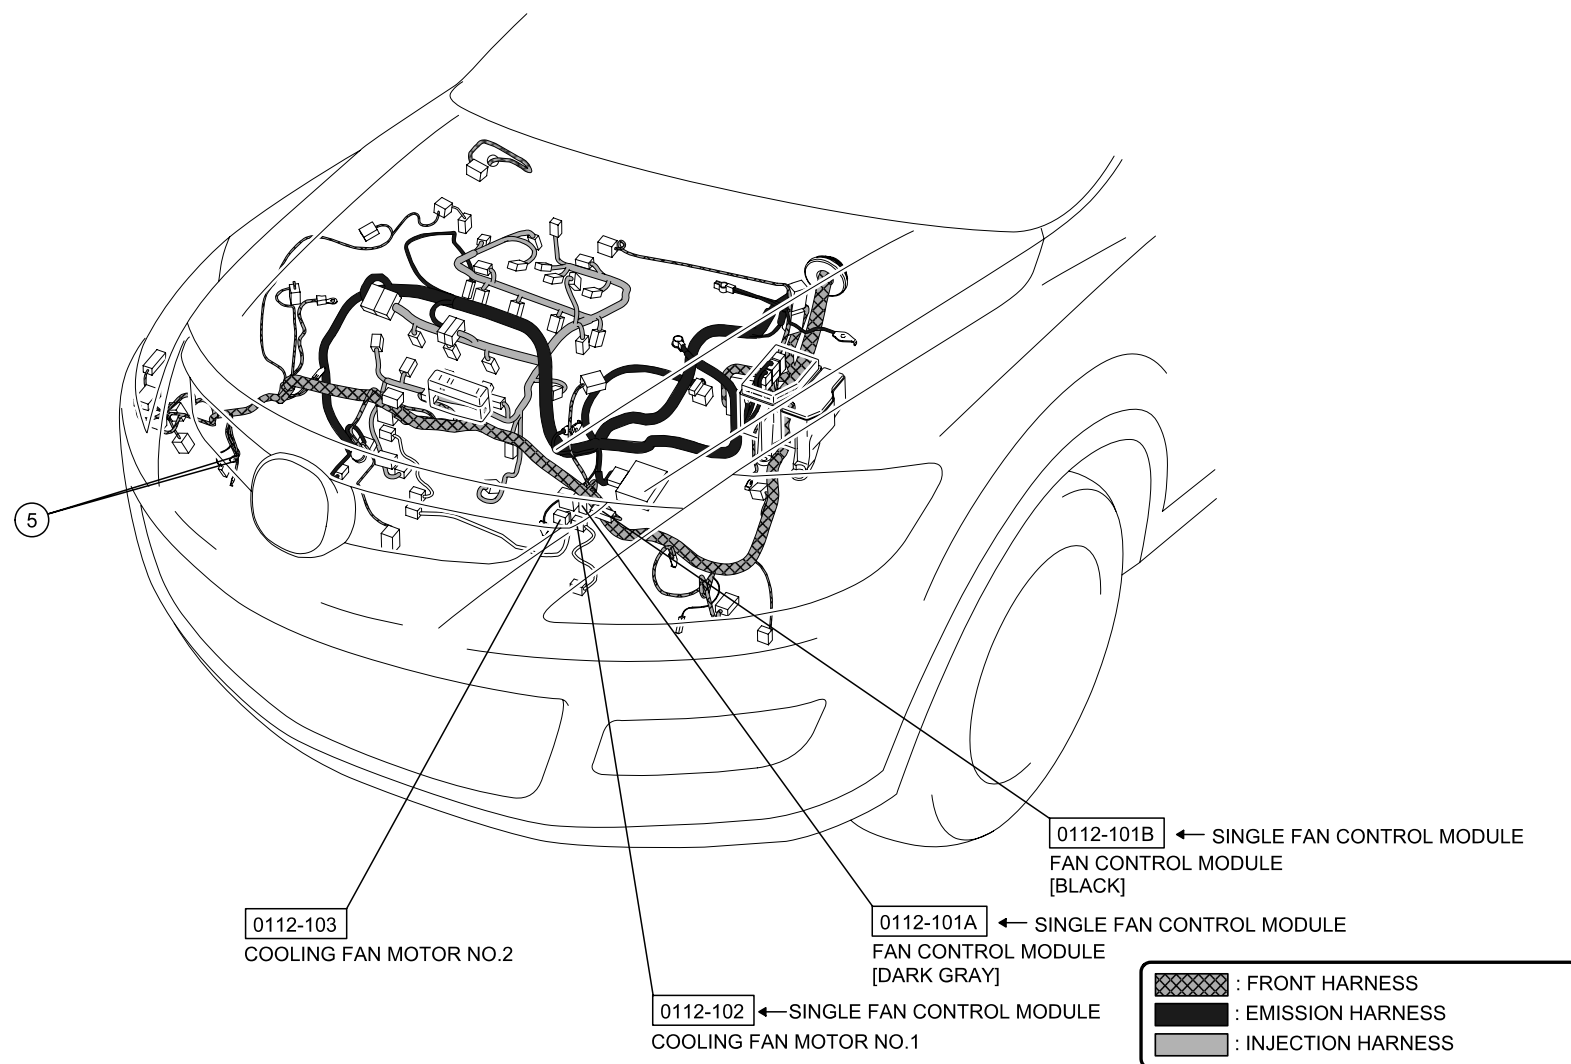 5
0112-101B ← SINGLE FAN CONTROL MODULE
FAN CONTROL MODULE
[BLACK]
0112-103
COOLING FAN MOTOR NO.2
0112-101A ← SINGLE FAN CONTROL MODULE
FAN CONTROL MODULE
[DARK GRAY]
0112-102 ← SINGLE FAN CONTROL MODULE
COOLING FAN MOTOR NO.1
: FRONT HARNESS
: EMISSION HARNESS
: INJECTION HARNESS